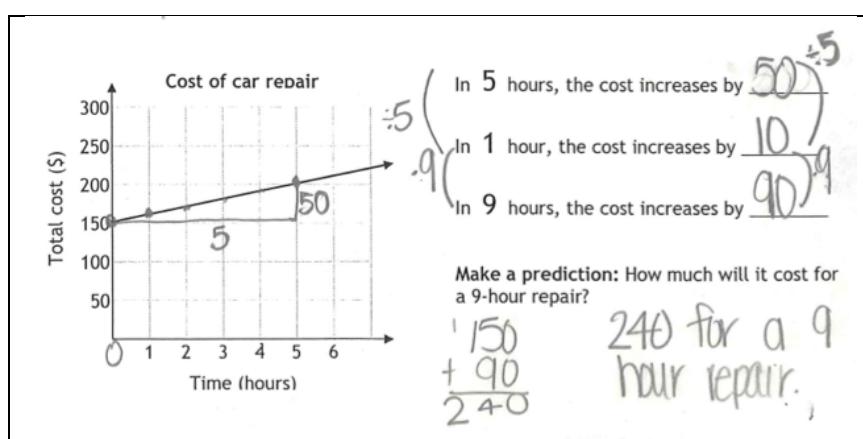 Cost of car repair
Total cost ($)
300
250
200
150
100
50
0 1 2 3 4 5 6
Time (hours)
50
5
÷5
·9
In 5 hours, the cost increases by 50
In 1 hour, the cost increases by 10
In 9 hours, the cost increases by 90
÷5
·9
Make a prediction: How much will it cost for
a 9-hour repair?
1
150
+ 90
240
240 for a 9
hour repair.